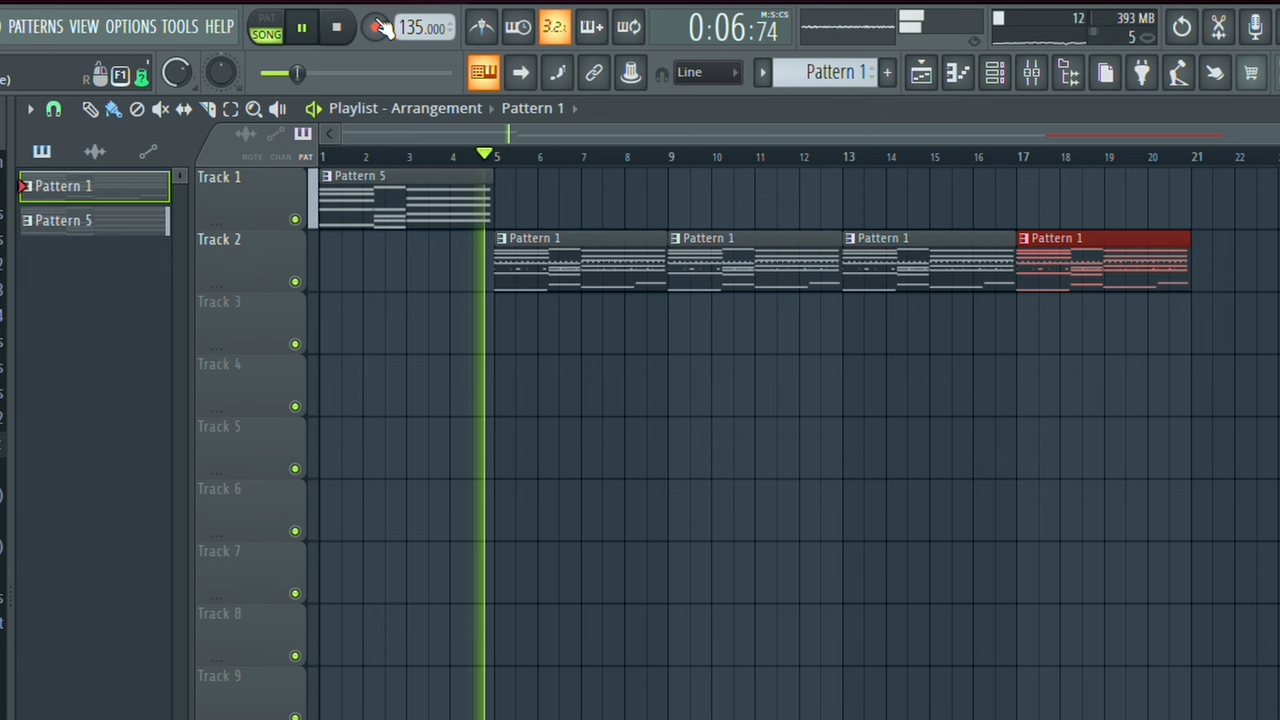 PATTERNS VIEW OPTIONS TOOLS HELP
PAT
SONG
135.000
3.2.
0:06:74
M:S:CS
12
393 MB
5
R
F1
Line
Pattern 1
+
Playlist - Arrangement
Pattern 1
NOTE CHAN PAT
1 2 3 4 5 6 7 8 9 10 11 12 13 14 15 16 17 18 19 20 21 22
Pattern 1
Pattern 5
Track 1
Pattern 5
Track 2
Pattern 1
Pattern 1
Pattern 1
Pattern 1
Track 3
Track 4
Track 5
Track 6
Track 7
Track 8
Track 9